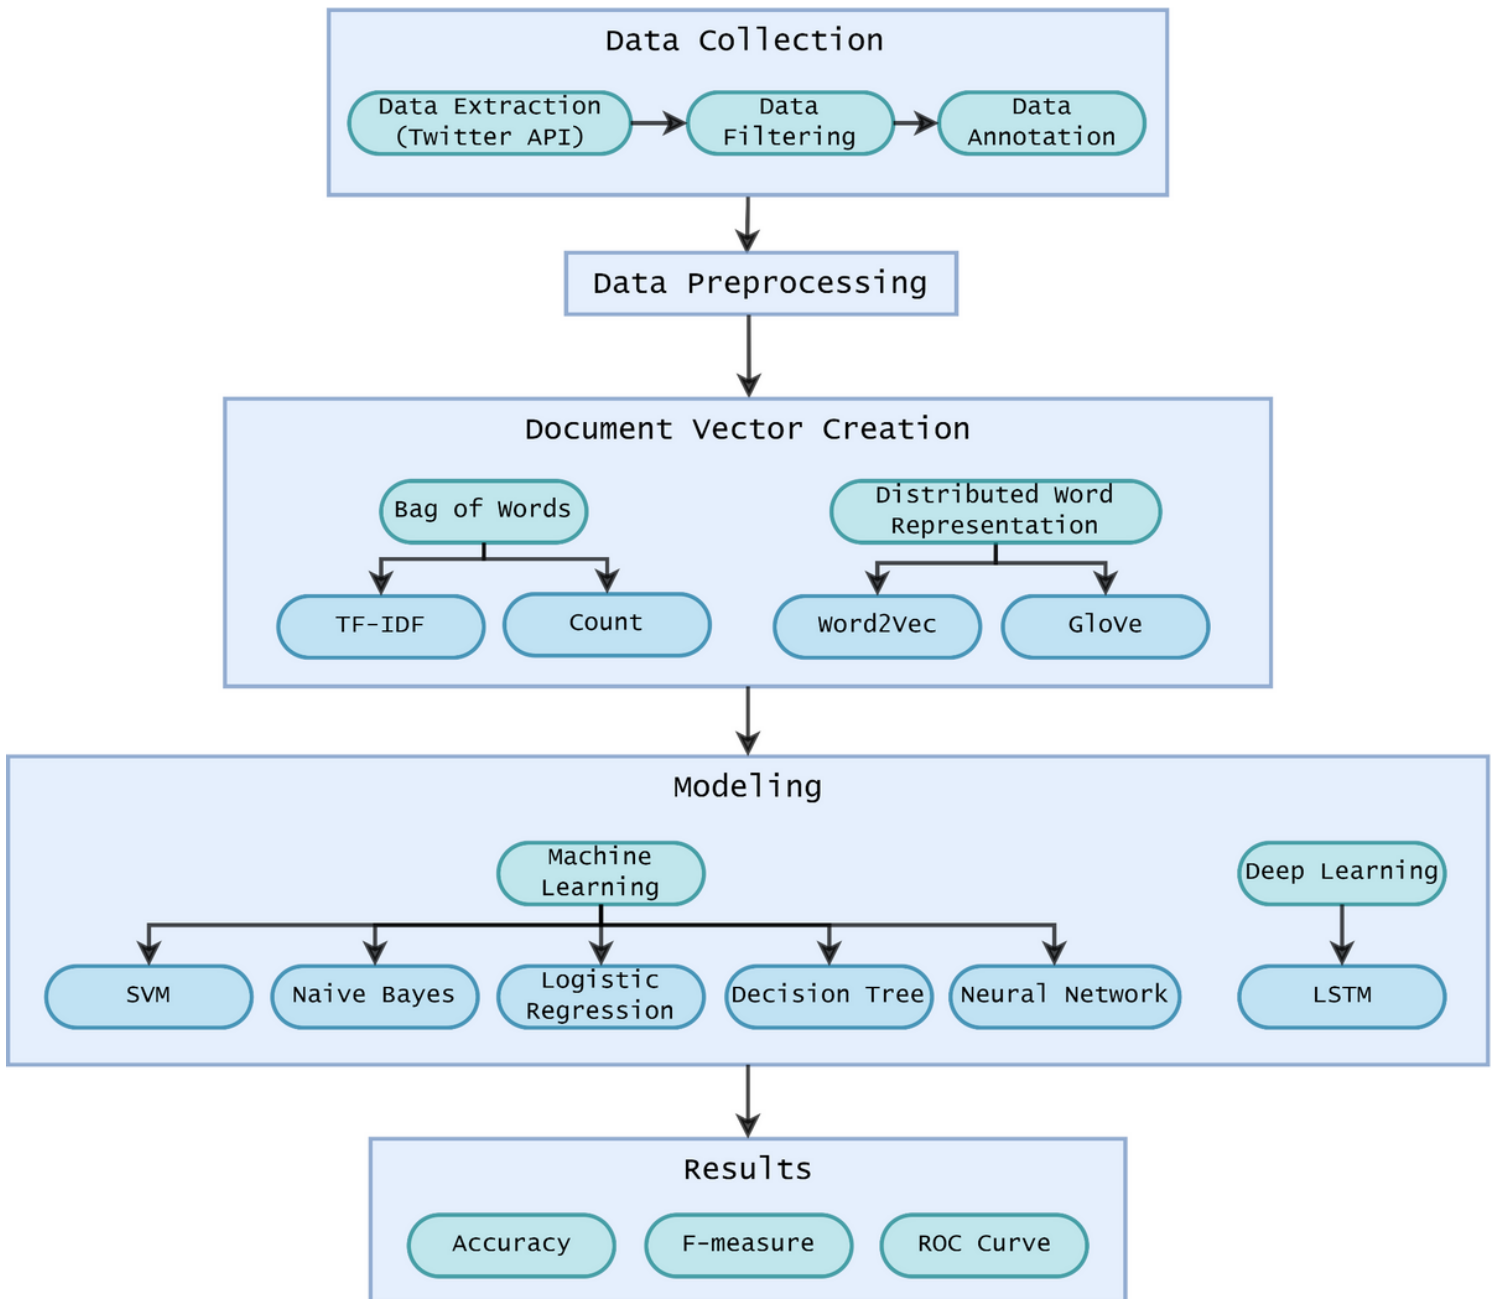 Data Collection
Data Extraction
(Twitter API)
Data
Filtering
Data
Annotation
Data Preprocessing
Document Vector Creation
Bag of Words
Distributed Word
Representation
TF-IDF
Count
Word2Vec
GloVe
Modeling
Machine
Learning
Deep Learning
SVM
Naive Bayes
Logistic
Regression
Decision Tree
Neural Network
LSTM
Results
Accuracy
F-measure
ROC Curve